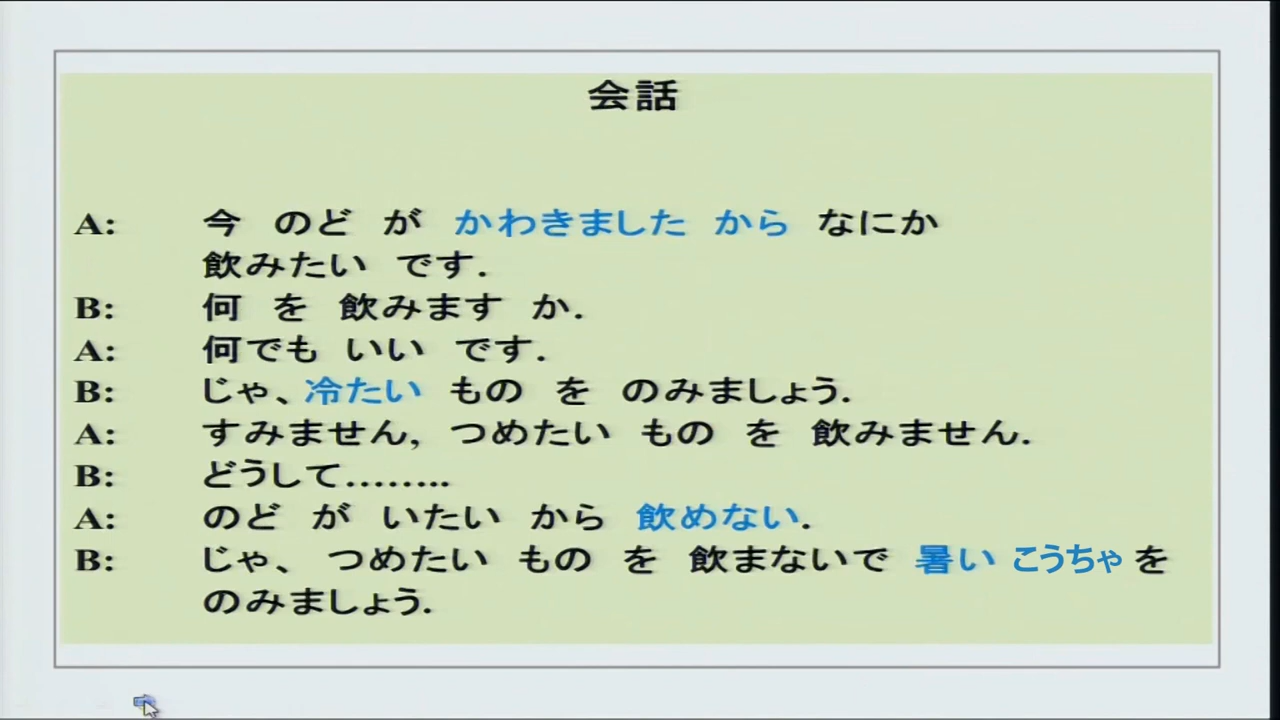 会話
A: 今 のど が かわきました から なにか
飲みたい です.
B: 何 を 飲みます か.
A: 何でも いい です.
B: じゃ、冷たい もの を のみましょう.
A: すみません, つめたい もの を 飲みません.
B: どうして........
A: のど が いたい から 飲めない.
B: じゃ、 つめたい もの を 飲まないで 暑い こうちゃ を
のみましょう.